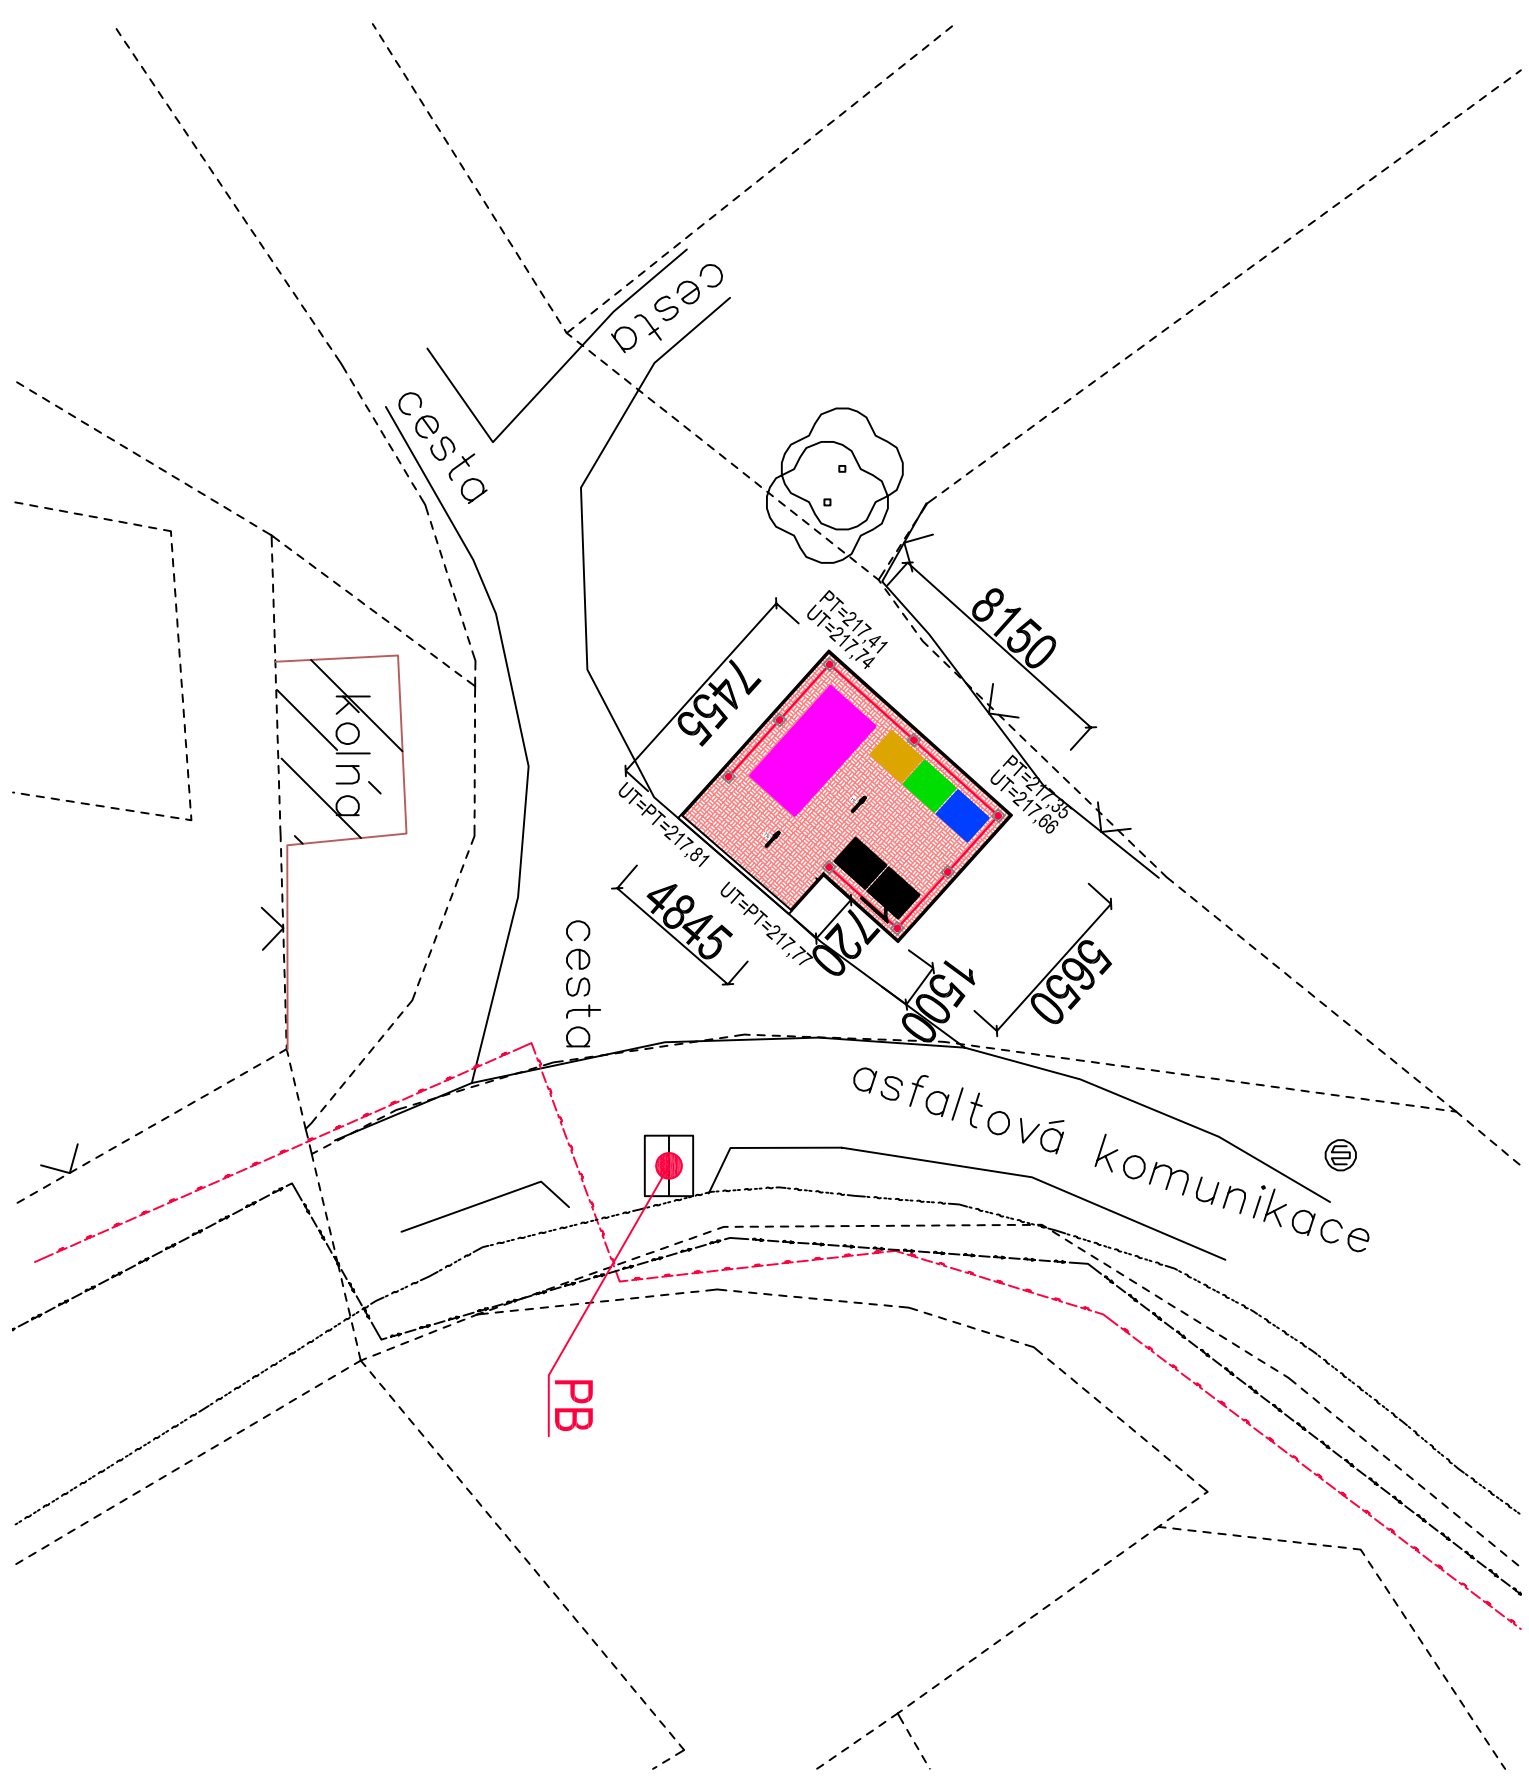 cesta
cesta
8150
PT=217,41
UT=217,74
7455
kolná
PT=217,35
UT=217,66
UT=PT=217,81
4845
UT=PT=217,77
720
1500
5650
cesta
asfaltová komunikace
PB